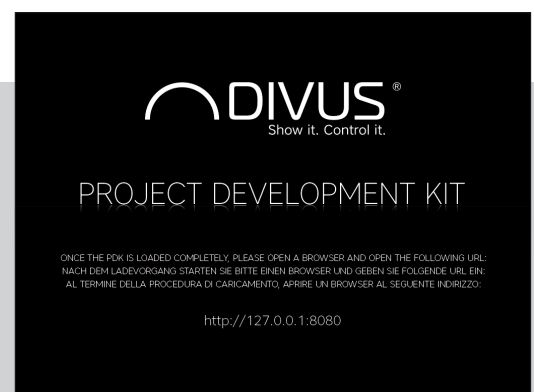 DIVUS®
Show it. Control it.
PROJECT DEVELOPMENT KIT
ONCE THE PDK IS LOADED COMPLETELY, PLEASE OPEN A BROWSER AND OPEN THE FOLLOWING URL:
NACH DEM LADEVORGANG STARTEN SIE BITTE EINEN BROWSER UND GEBEN SIE FOLGENDE URL EIN:
AL TERMINE DELLA PROCEDURA DI CARICAMENTO, APRIRE UN BROWSER AL SEGUENTE INDIRIZZO:
http://127.0.0.1:8080